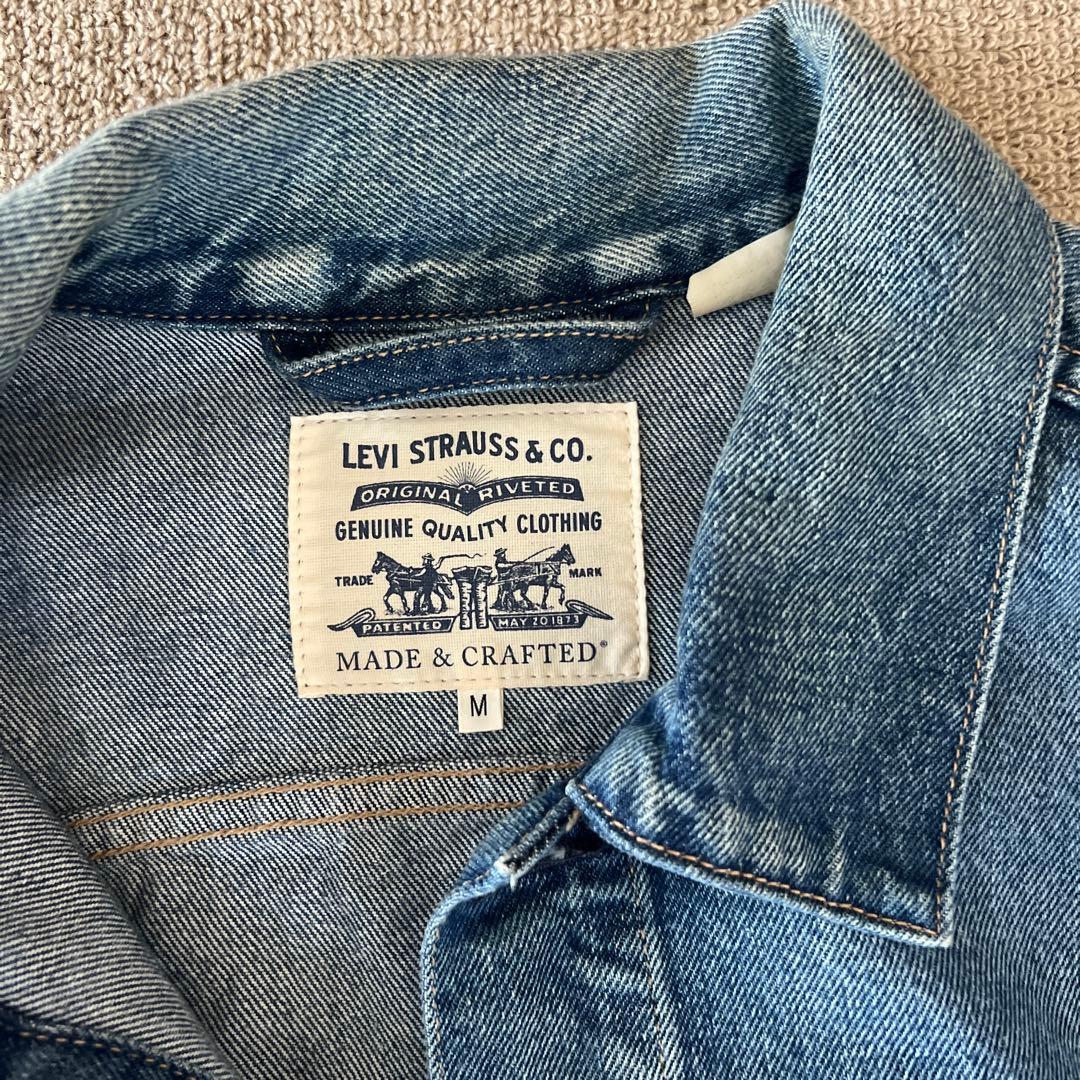 LEVI STRAUSS & CO.
ORIGINAL RIVETED
GENUINE QUALITY CLOTHING
TRADE MARK
PATENTED MAY 20 1873
MADE & CRAFTED®
M